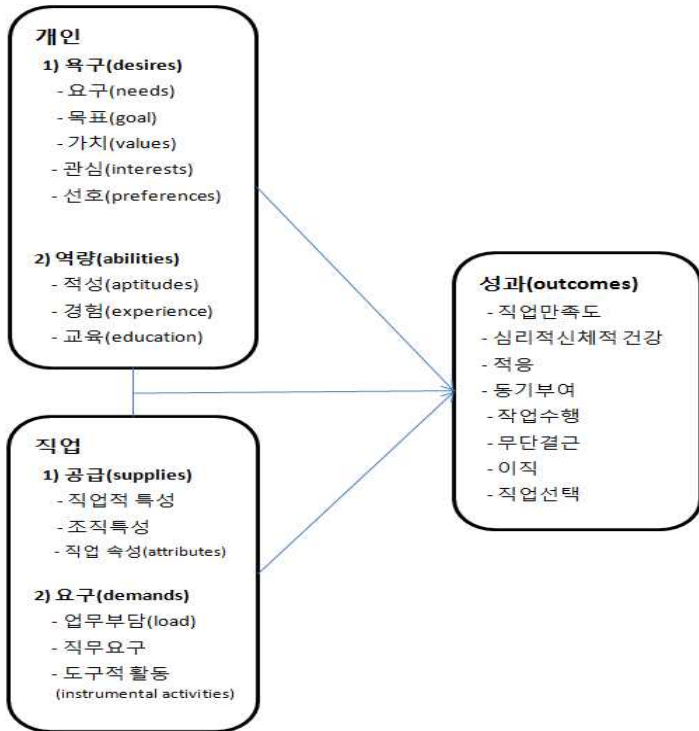 개인
1) 욕구(desires)
- 요구(needs)
- 목표(goal)
- 가치(values)
- 관심(interests)
- 선호(preferences)
2) 역량(abilities)
- 적성(aptitudes)
- 경험(experience)
- 교육(education)
직업
1) 공급(supplies)
- 직업적 특성
- 조직특성
- 직업 속성(attributes)
2) 요구(demands)
- 업무부담(load)
- 직무요구
- 도구적 활동
(instrumental activities)
성과(outcomes)
- 직업만족도
- 심리적신체적 건강
- 적응
- 동기부여
- 작업수행
- 무단결근
- 이직
- 직업선택